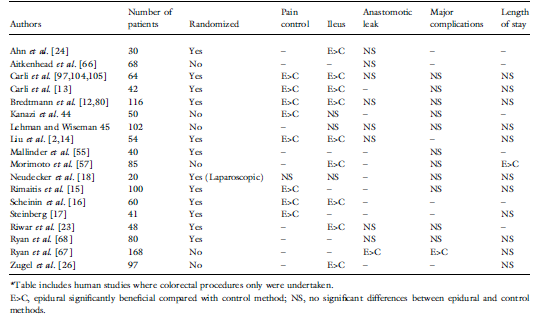 Authors Number of patients Randomized Pain control Ileus Anastomotic leak Major complications Length of stay
Ahn et al. [24] 30 Yes – E>C NS – –
Aitkenhead et al. [66] 68 No – – NS – –
Carli et al. [97,104,105] 64 Yes E>C E>C NS NS NS
Carli et al. [13] 42 Yes E>C E>C – NS NS
Bredtmann et al. [12,80] 116 Yes E>C E>C NS NS NS
Kanazi et al. 44 50 No E>C NS – NS –
Lehman and Wiseman 45 102 No – NS NS NS NS
Liu et al. [2,14] 54 Yes E>C E>C NS – NS
Mallinder et al. [55] 40 Yes – – – NS –
Morimoto et al. [57] 85 No – E>C – NS E>C
Neudecker et al. [18] 20 Yes (Laparoscopic) NS NS – NS NS
Rimaitis et al. [15] 100 Yes E>C – – NS NS
Scheinin et al. [16] 60 Yes E>C E>C – – –
Steinberg [17] 41 Yes E>C – – – NS
Riwar et al. [23] 48 Yes – E>C NS NS –
Ryan et al. [68] 80 Yes – – NS NS NS
Ryan et al. [67] 168 No – – E>C E>C NS
Zugel et al. [26] 97 No – E>C – – NS
*Table includes human studies where colorectal procedures only were undertaken.
E>C, epidural significantly beneficial compared with control method; NS, no significant differences between epidural and control
methods.